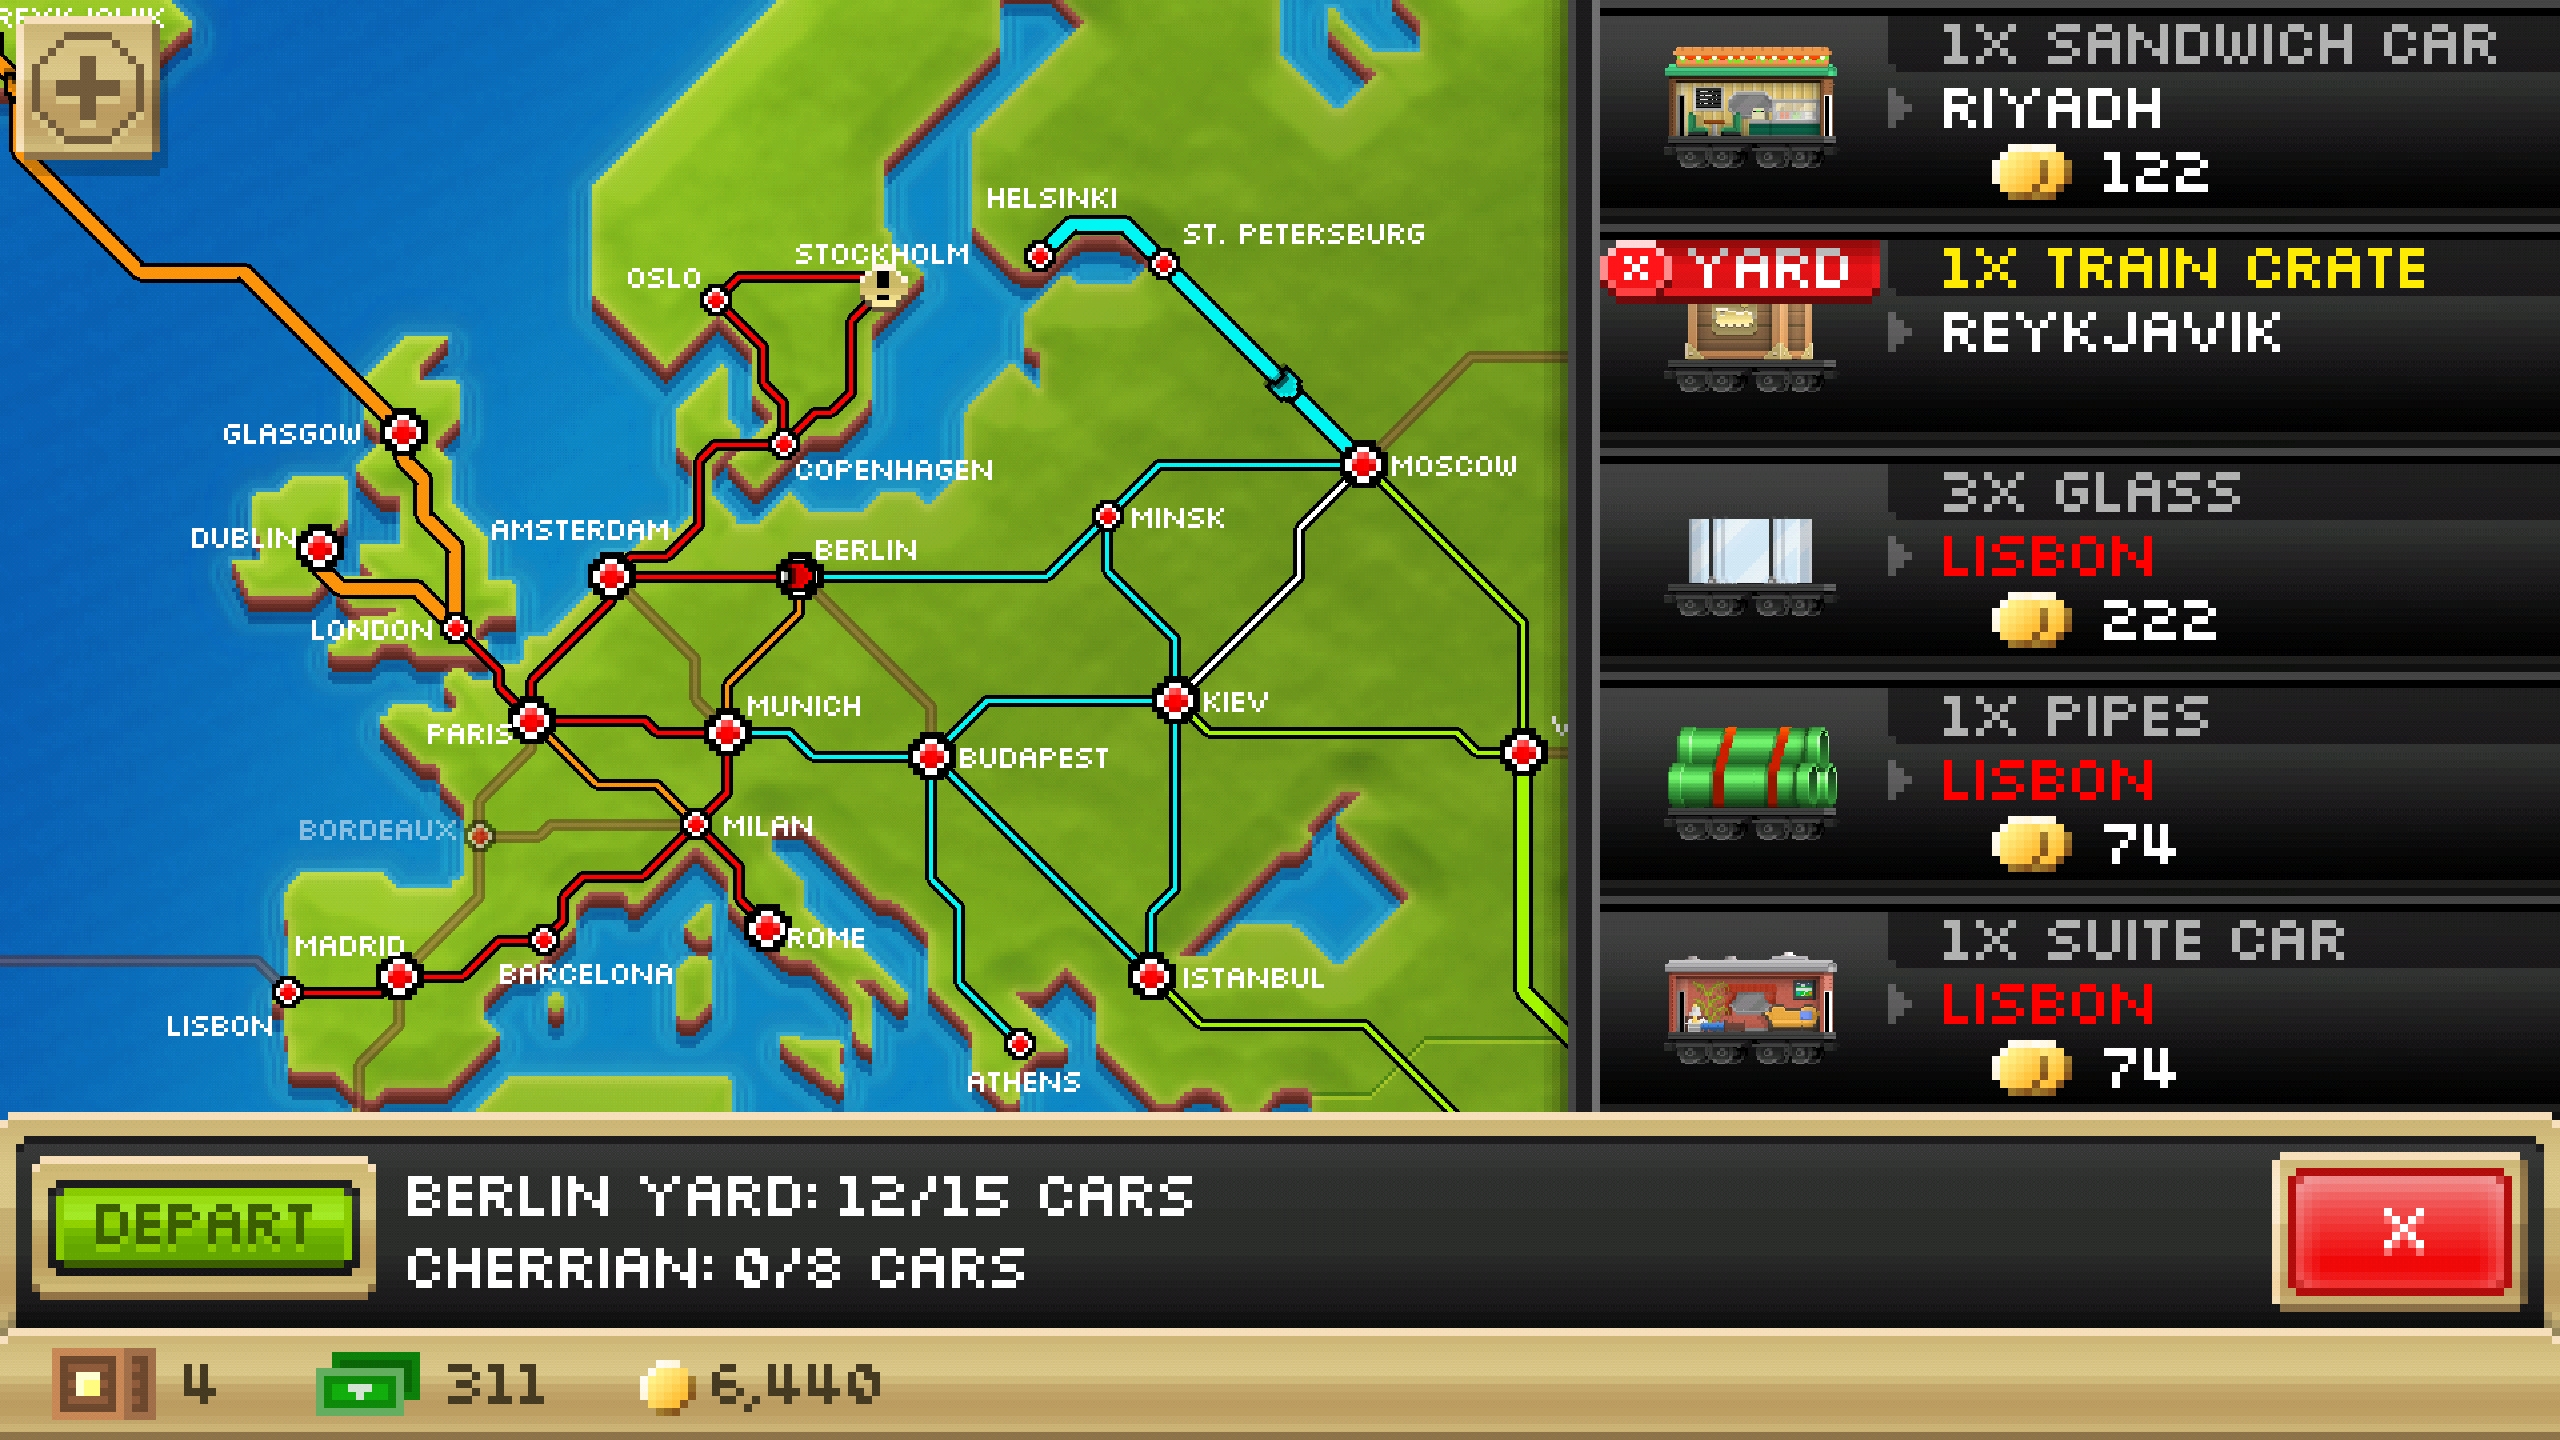 REYKJAVIK
HELSINKI
ST. PETERSBURG
STOCKHOLM
OSLO
GLASGOW
COPENHAGEN
MOSCOW
MINSK
AMSTERDAM
DUBLIN
BERLIN
LONDON
MUNICH
KIEV
PARIS
BUDAPEST
BORDEAUX
MILAN
MADRID
ROME
BARCELONA
ISTANBUL
LISBON
ATHENS
1X SANDWICH CAR
RIYADH
122
YARD
1X TRAIN CRATE
REYKJAVIK
3X GLASS
LISBON
222
1X PIPES
LISBON
74
1X SUITE CAR
LISBON
74
DEPART
BERLIN YARD: 12/15 CARS
CHERRIAN: 0/8 CARS
X
4
311
6,440